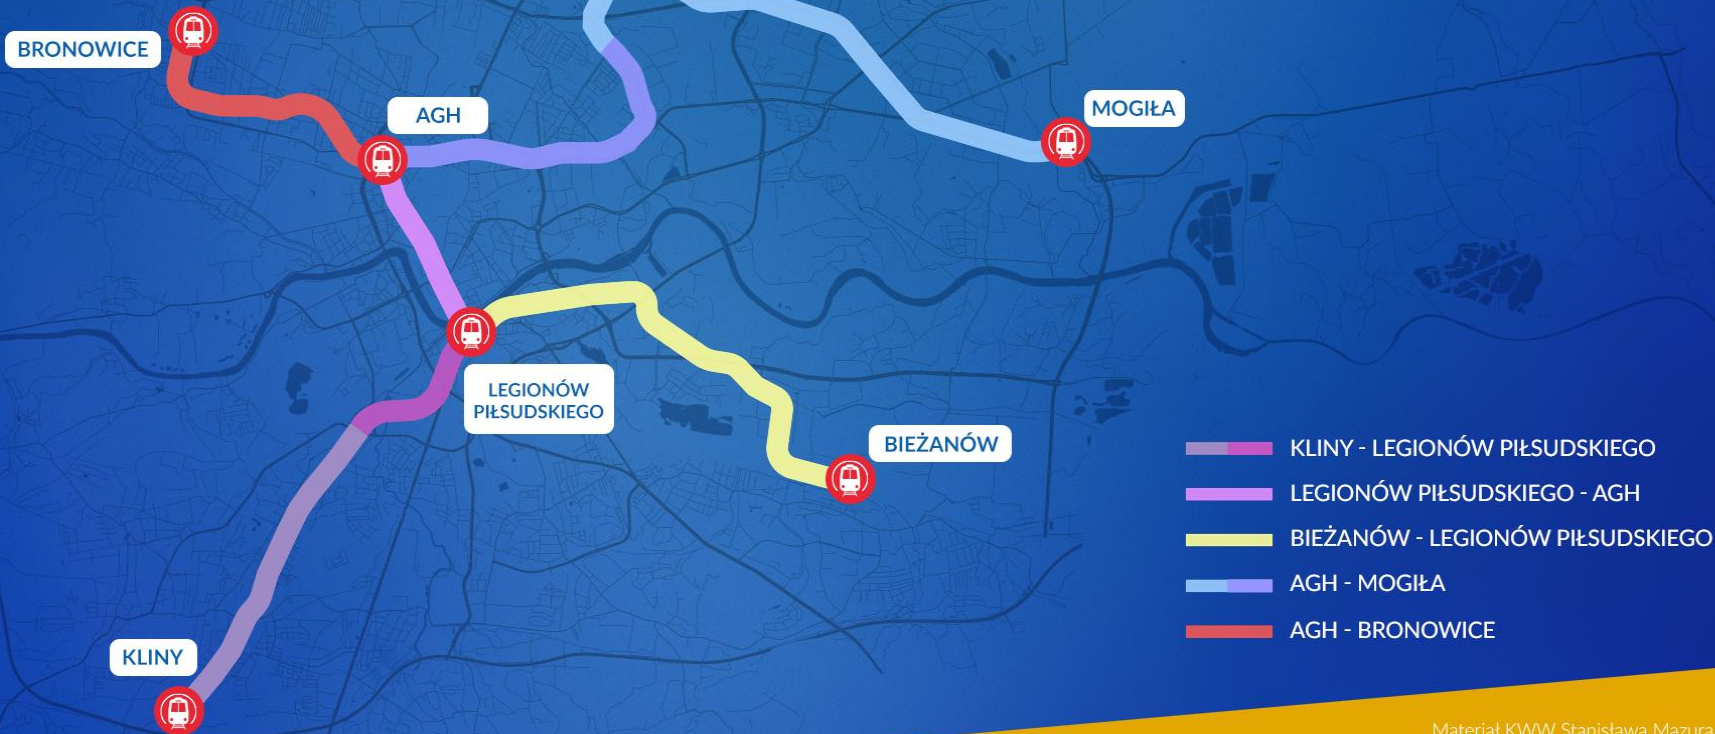 BRONOWICE
AGH
MOGIŁA
LEGIONÓW
PIŁSUDSKIEGO
BIEŻANÓW
KLINY
KLINY - LEGIONÓW PIŁSUDSKIEGO
LEGIONÓW PIŁSUDSKIEGO - AGH
BIEŻANÓW - LEGIONÓW PIŁSUDSKIEGO
AGH - MOGIŁA
AGH - BRONOWICE
Materiał KWW Stanisława Mazura